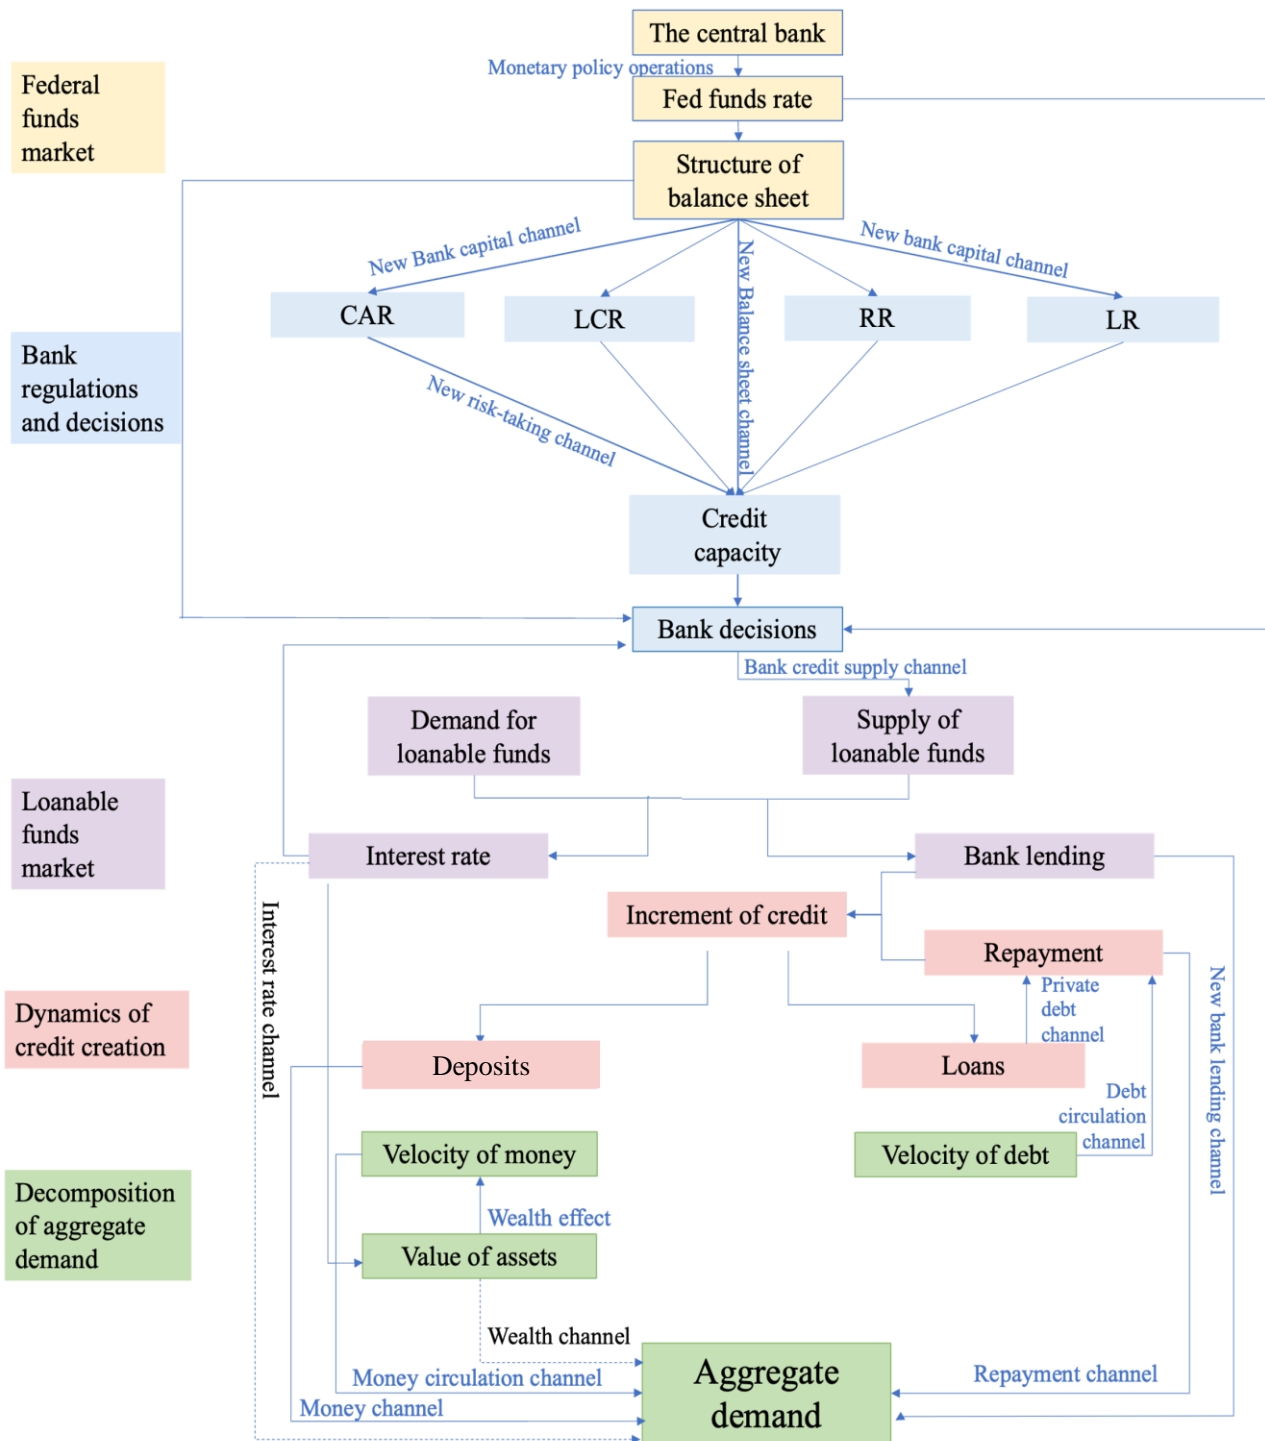 The central bank
Monetary policy operations
Federal
funds
market
Fed funds rate
Structure of
balance sheet
New Bank capital channel
New Balance sheet channel
New bank capital channel
CAR
LCR
RR
LR
Bank
regulations
and decisions
New risk-taking channel
Credit
capacity
Bank decisions
Bank credit supply channel
Demand for
loanable funds
Supply of
loanable funds
Loanable
funds
market
Interest rate
Bank lending
Interest rate channel
Increment of credit
Repayment
New bank lending channel
Private
debt
channel
Dynamics of
credit creation
Deposits
Loans
Debt
circulation
channel
Velocity of money
Velocity of debt
Decomposition
of aggregate
demand
Wealth effect
Value of assets
Wealth channel
Aggregate
demand
Money circulation channel
Money channel
Repayment channel